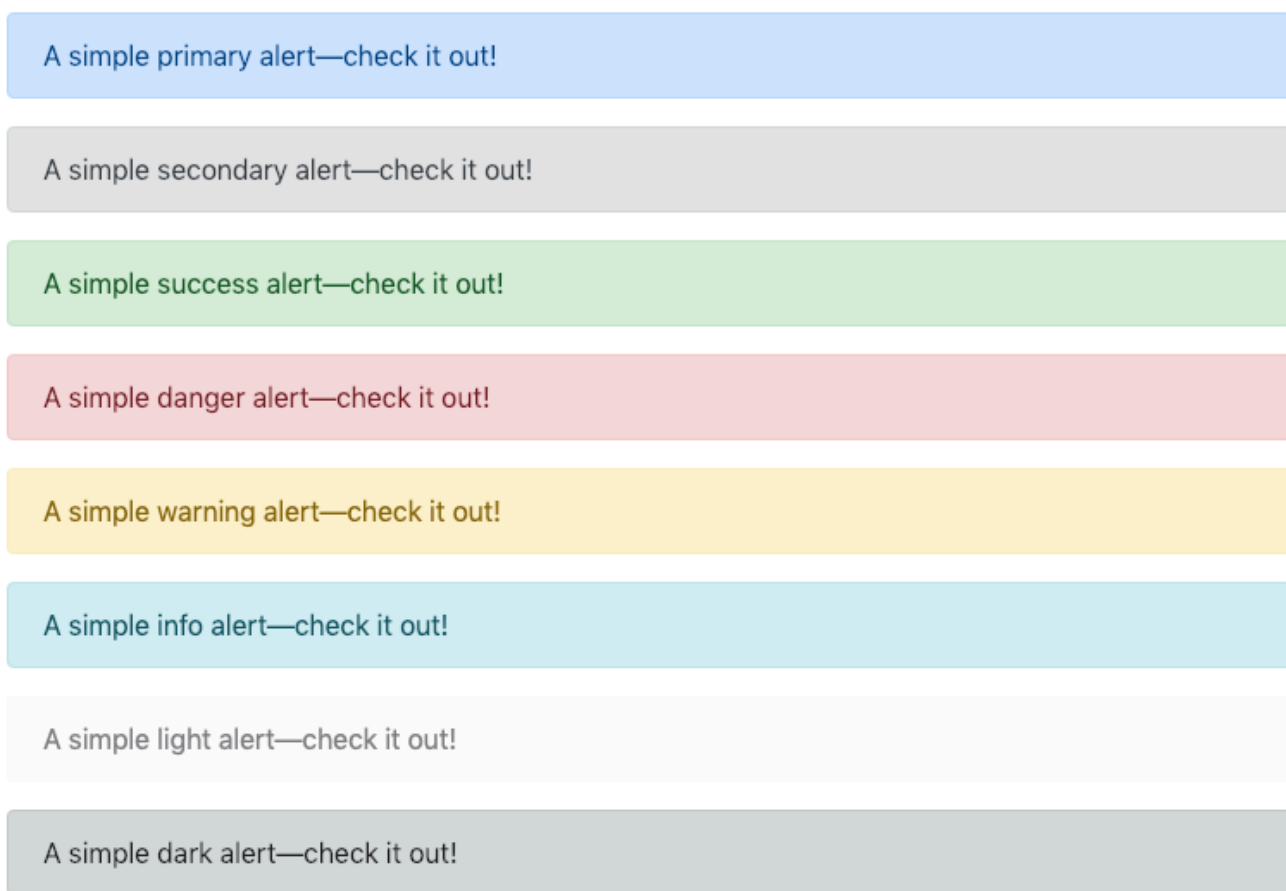 A simple primary alert—check it out!
A simple secondary alert—check it out!
A simple success alert—check it out!
A simple danger alert—check it out!
A simple warning alert—check it out!
A simple info alert—check it out!
A simple light alert—check it out!
A simple dark alert—check it out!